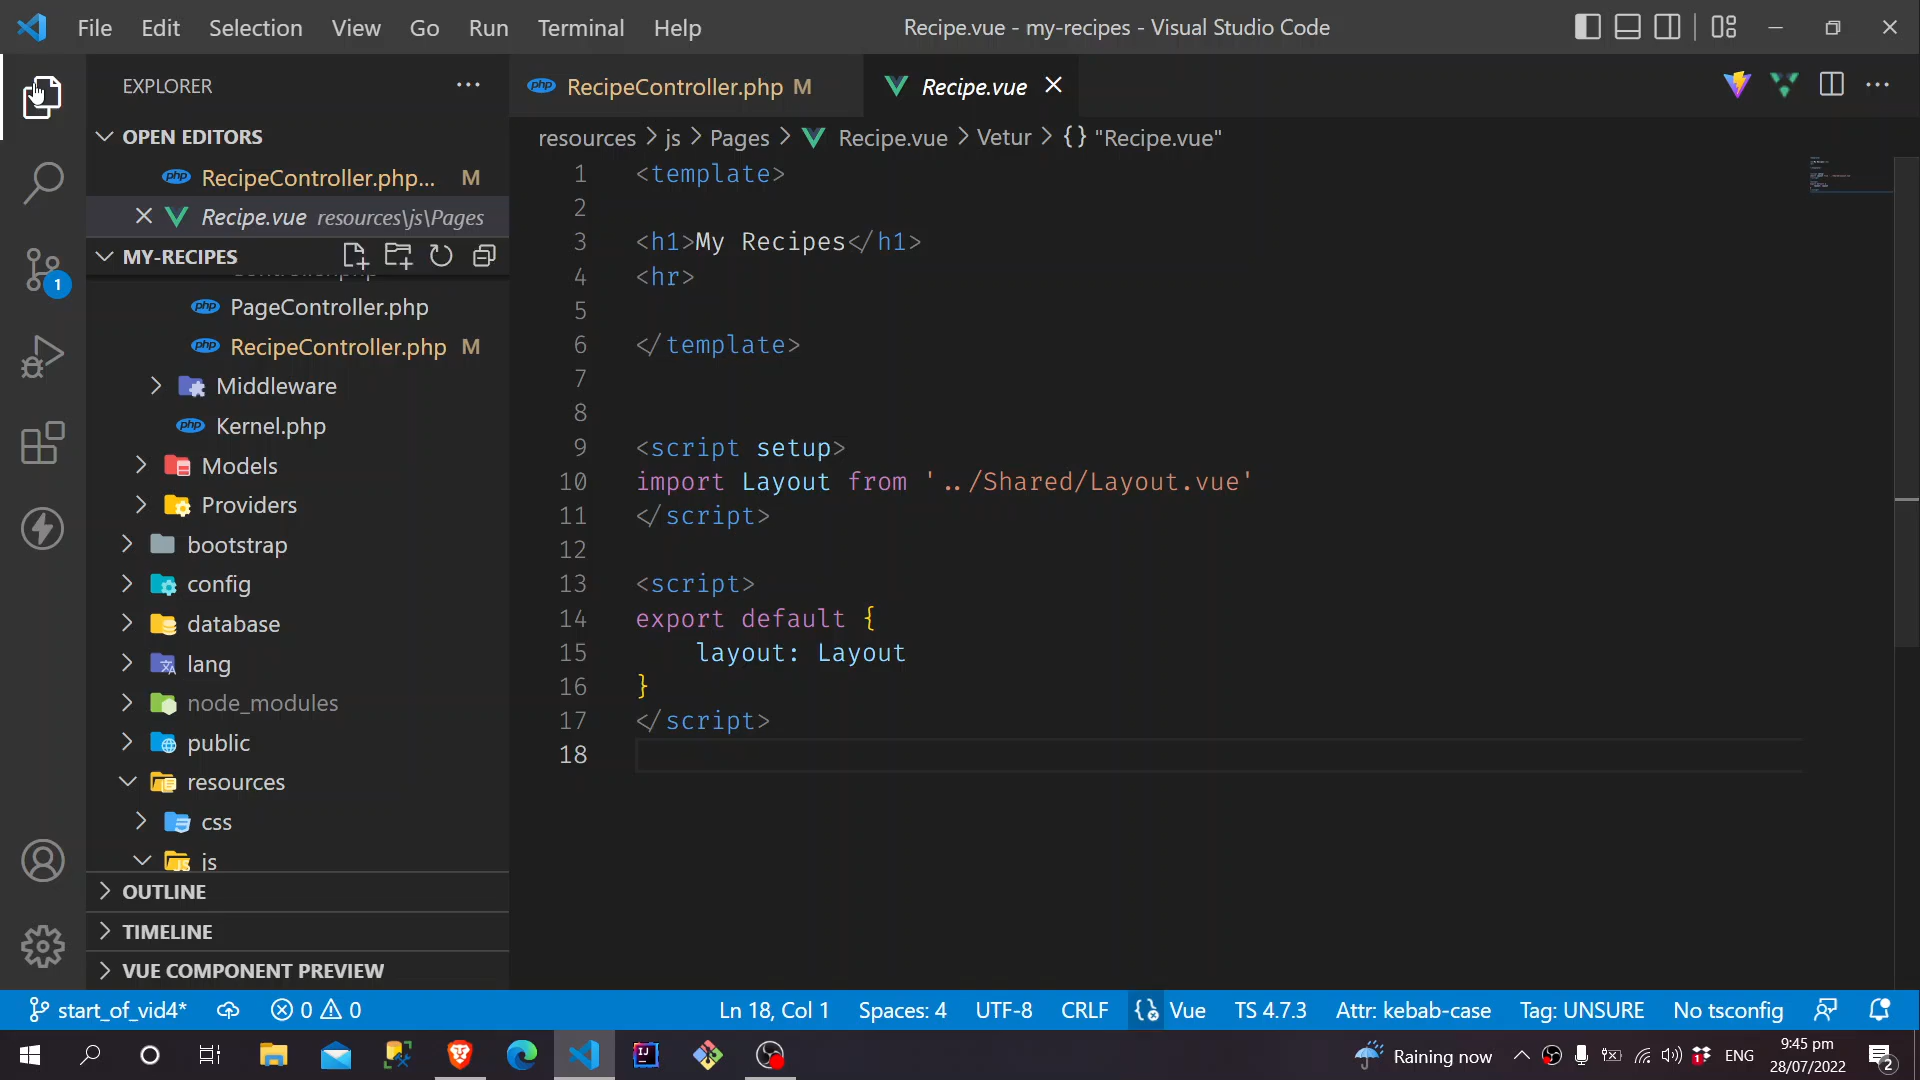 File Edit Selection View Go Run Terminal Help
Recipe.vue - my-recipes - Visual Studio Code
EXPLORER
OPEN EDITORS
php RecipeController.php... M
Recipe.vue resources\js\Pages
MY-RECIPES
php PageController.php
php RecipeController.php M
Middleware
php Kernel.php
Models
Providers
bootstrap
config
database
lang
node_modules
public
resources
css
js
OUTLINE
TIMELINE
VUE COMPONENT PREVIEW
1
php RecipeController.php M
Recipe.vue
resources > js > Pages > Recipe.vue > Vetur > {} "Recipe.vue"
1 <template>
2
3 <h1>My Recipes</h1>
4 <hr>
5
6 </template>
7
8
9 <script setup>
10 import Layout from '../Shared/Layout.vue'
11 </script>
12
13 <script>
14 export default {
15 layout: Layout
16 }
17 </script>
18
start_of_vid4* 0 0 Ln 18, Col 1 Spaces: 4 UTF-8 CRLF Vue TS 4.7.3 Attr: kebab-case Tag: UNSURE No tsconfig
Raining now ENG 9:45 pm
28/07/2022
2